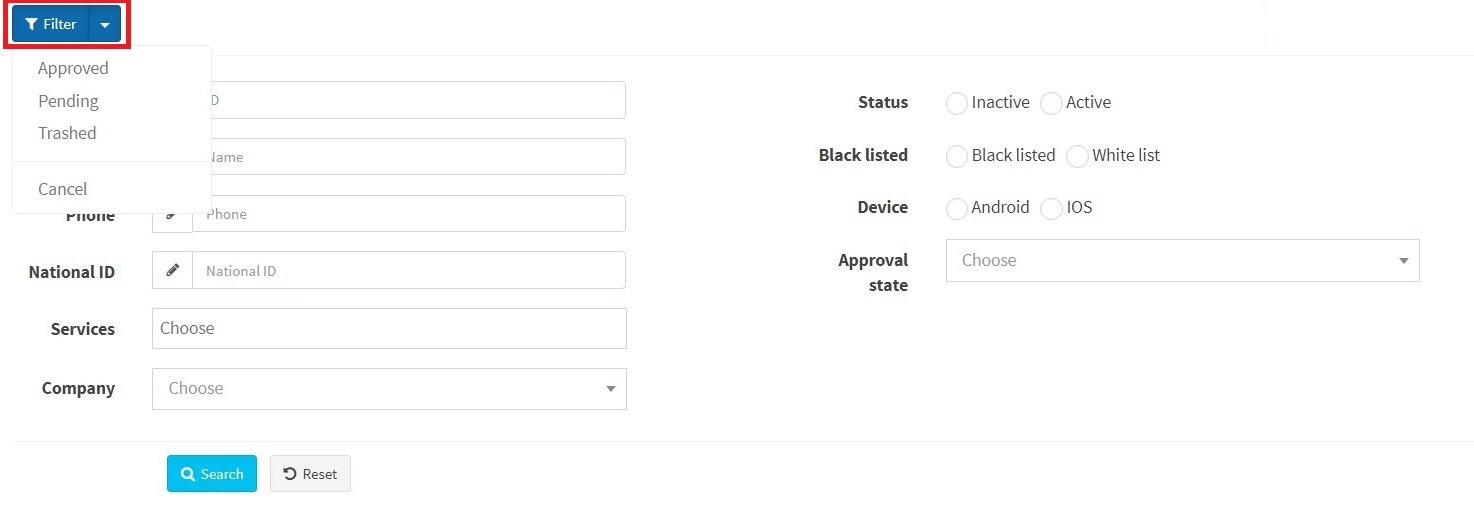 Filter
Approved
Pending
Trashed
Cancel
ID
Name
Phone Phone
National ID National ID
Services Choose
Company Choose
Status Inactive Active
Black listed Black listed White list
Device Android IOS
Approval
state
Choose
Search Reset